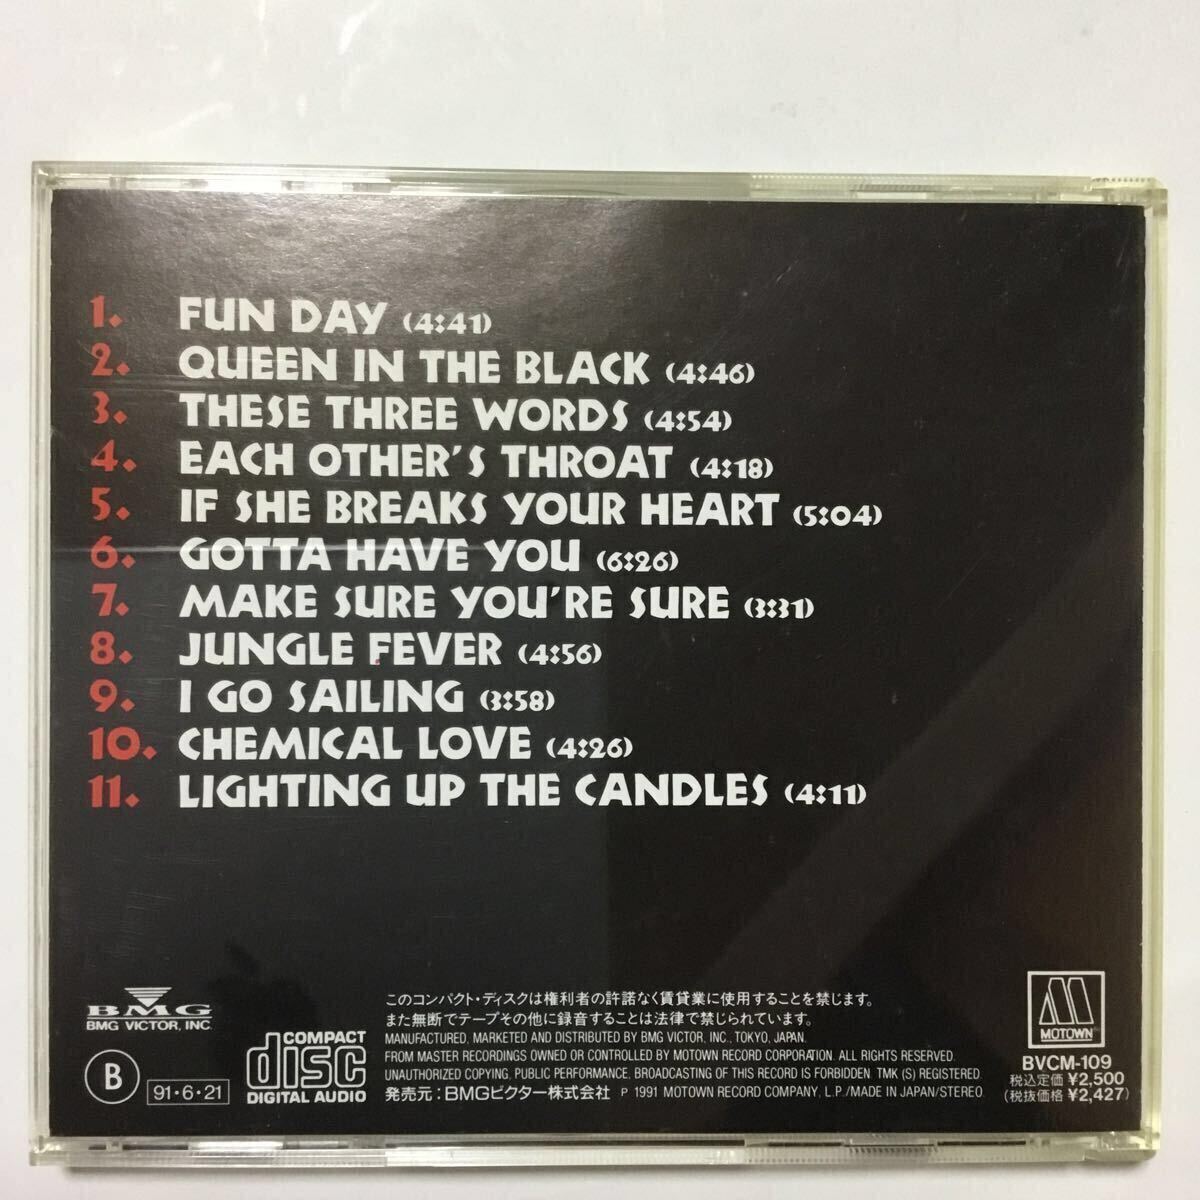 1. FUN DAY (4:41)
2. QUEEN IN THE BLACK (4:46)
3. THESE THREE WORDS (4:54)
4. EACH OTHER'S THROAT (4:18)
5. IF SHE BREAKS YOUR HEART (5:04)
6. GOTTA HAVE YOU (6:26)
7. MAKE SURE YOU'RE SURE (3:31)
8. JUNGLE FEVER (4:56)
9. I GO SAILING (3:58)
10. CHEMICAL LOVE (4:26)
11. LIGHTING UP THE CANDLES (4:11)
BMG
BMG VICTOR, INC.
B
91・6・21
COMPACT
disc
DIGITAL AUDIO
このコンパクト・ディスクは権利者の許諾なく賃貸業に使用することを禁じます。
また無断でテープその他に録音することは法律で禁じられています。
MANUFACTURED, MARKETED AND DISTRIBUTED BY BMG VICTOR, INC., TOKYO, JAPAN.
FROM MASTER RECORDINGS OWNED OR CONTROLLED BY MOTOWN RECORD CORPORATION. ALL RIGHTS RESERVED.
UNAUTHORIZED COPYING, PUBLIC PERFORMANCE, BROADCASTING OF THIS RECORD IS FORBIDDEN. TMK (S) REGISTERED.
発売元：BMGビクター株式会社 P 1991 MOTOWN RECORD COMPANY, L.P./MADE IN JAPAN/STEREO.
M
MOTOWN
BVCM-109
税込定価 ¥2,500
(税抜価格 ¥2,427)